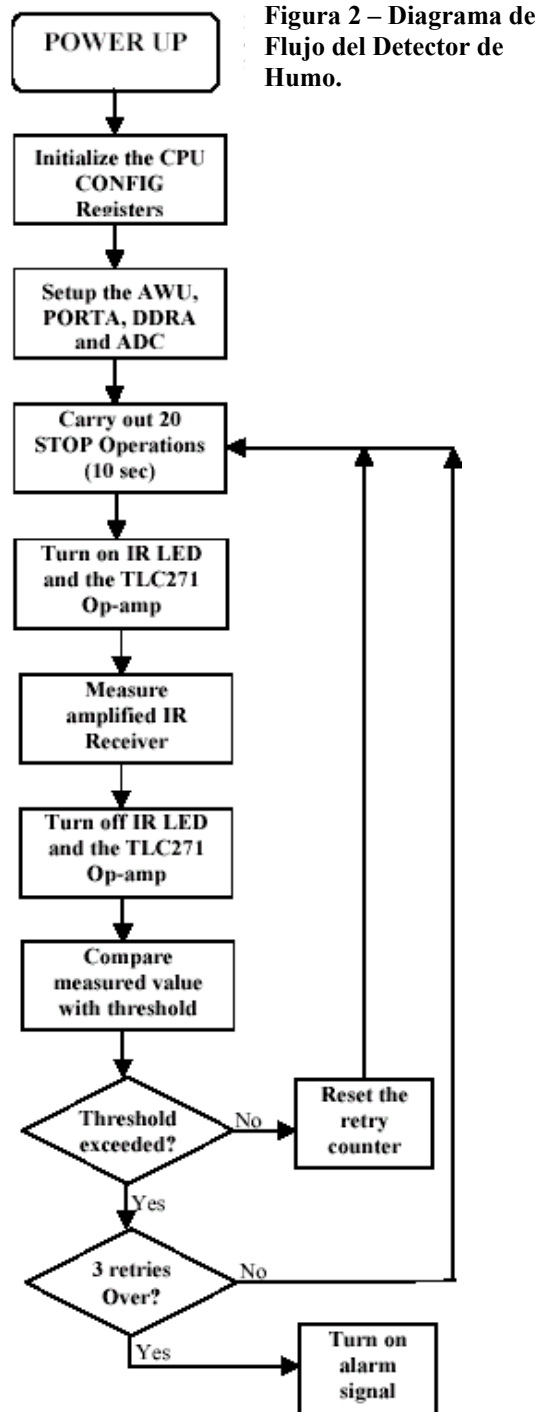 Figura 2 – Diagrama de
Flujo del Detector de
Humo.
POWER UP
Initialize the CPU
CONFIG
Registers
Setup the AWU,
PORTA, DDRA
and ADC
Carry out 20
STOP Operations
(10 sec)
Turn on IR LED
and the TLC271
Op-amp
Measure
amplified IR
Receiver
Turn off IR LED
and the TLC271
Op-amp
Compare
measured value
with threshold
Threshold
exceeded?
No
Reset the
retry
counter
Yes
3 retries
Over?
No
Yes
Turn on
alarm
signal